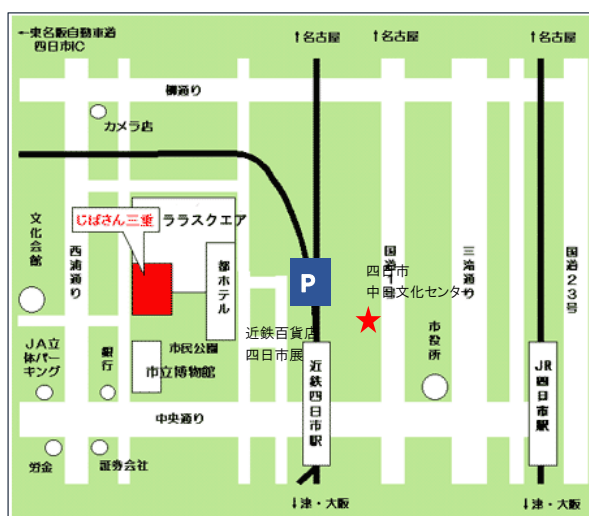 ←東名阪自動車道
四日市IC
↑名古屋
↑名古屋
↑名古屋
柳通り
カメラ店
ララスクエア
じばさん三重
文化会館
西浦通り
都ホテル
P
四日市
中日文化センター
国道1号
三滝通り
国道23号
近鉄百貨店
四日市展
市役所
JA立
体パー
キング
銀行
市民公園
市立博物館
近鉄四日市駅
JR四日市駅
中央通り
労金
証券会社
↓津・大阪
↓津・大阪